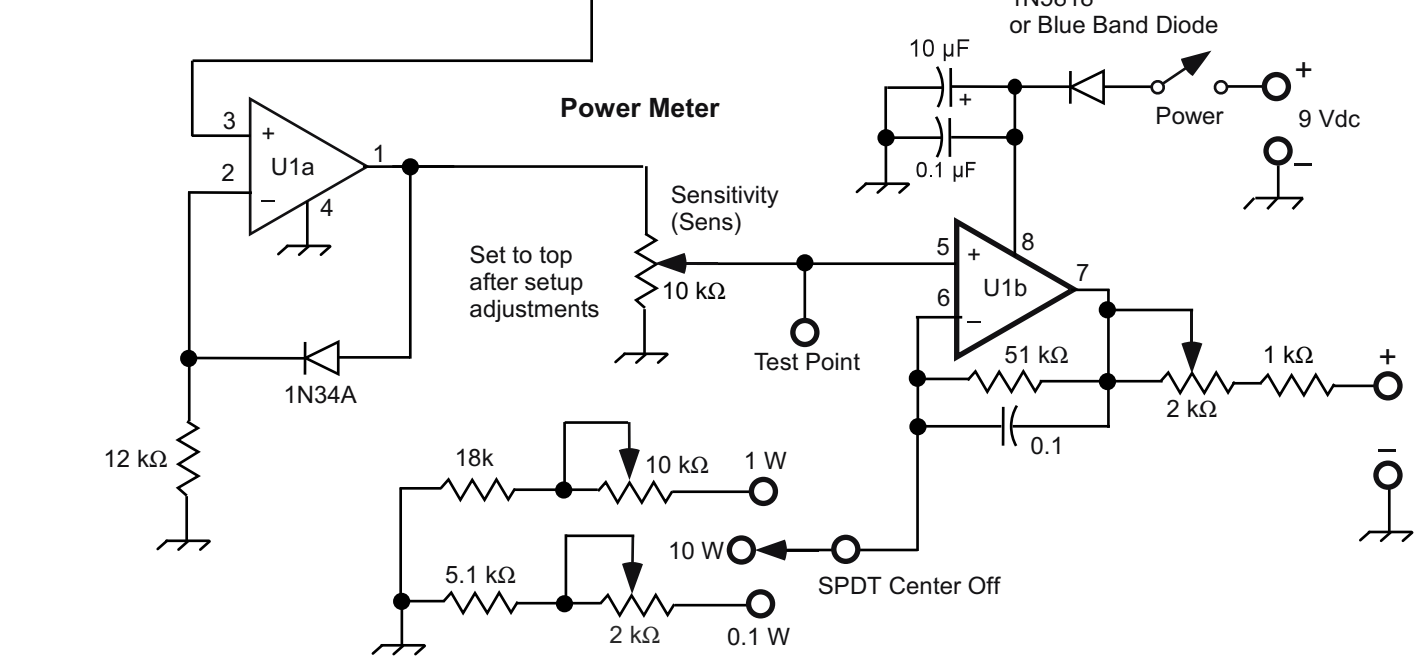 or Blue Band Diode
10 µF
+
+
Power Meter
Power
9 Vdc
3
+
1
0.1 µF
–
2
U1a
–
4
Sensitivity
(Sens)
Set to top
after setup
adjustments
10 kΩ
5
+
8
7
6
U1b
–
Test Point
51 kΩ
1 kΩ
+
1N34A
2 kΩ
0.1
12 kΩ
18k
10 kΩ
1 W
–
10 W
5.1 kΩ
SPDT Center Off
2 kΩ
0.1 W